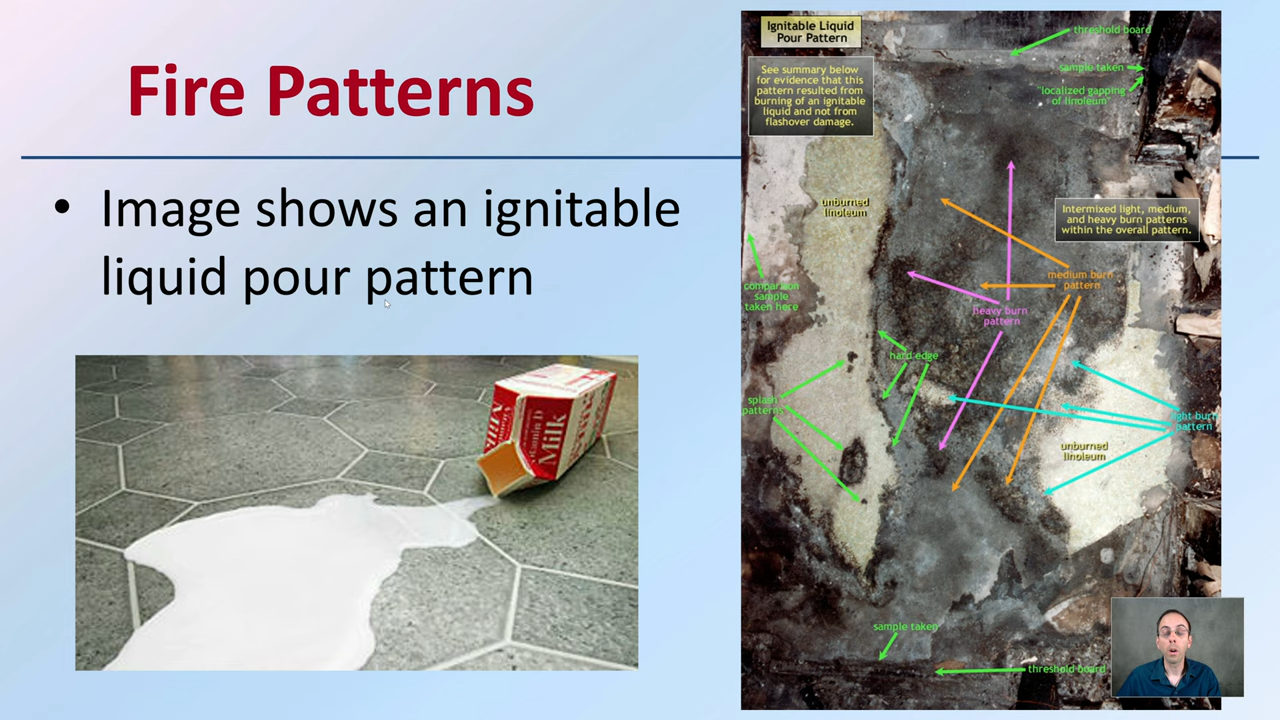 Fire Patterns
• Image shows an ignitable
liquid pour pattern
Vitamin D
Milk
Ignitable Liquid
Pour Pattern
See summary below
for evidence that this
pattern resulted from
burning of an ignitable
liquid and not from
flashover damage.
threshold board
sample taken
"localized gapping
of linoleum"
unburned
linoleum
Intermixed light, medium,
and heavy burn patterns
within the overall pattern.
comparison
sample
taken here
medium burn
pattern
heavy burn
pattern
hard edge
splash
patterns
light burn
pattern
unburned
linoleum
sample taken
threshold board